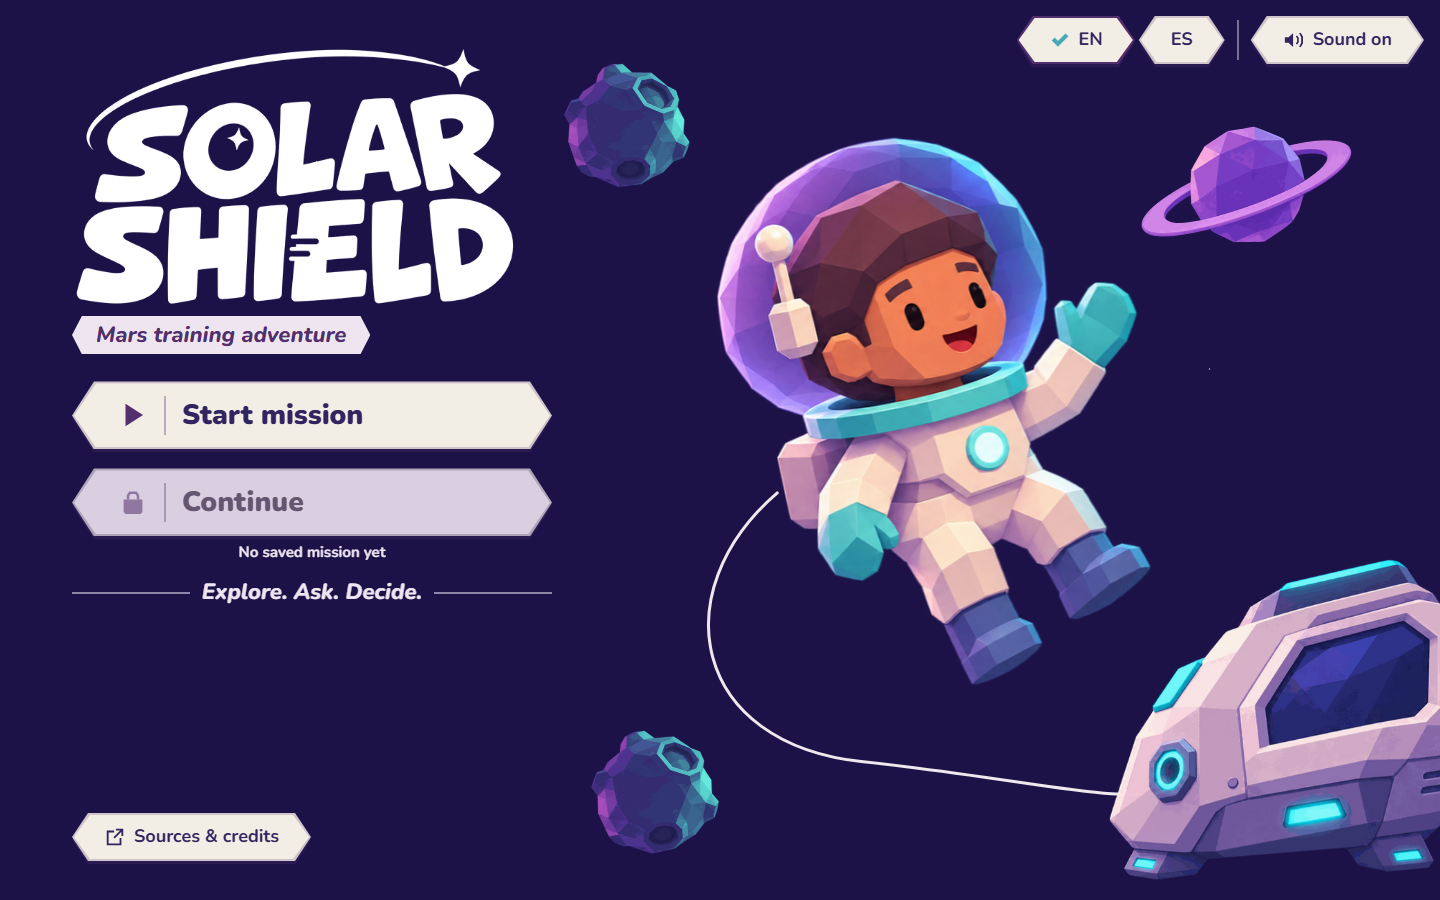 EN
ES
Sound on
SOLAR
SHIELD
Mars training adventure
Start mission
Continue
No saved mission yet
Explore. Ask. Decide.
Sources & credits